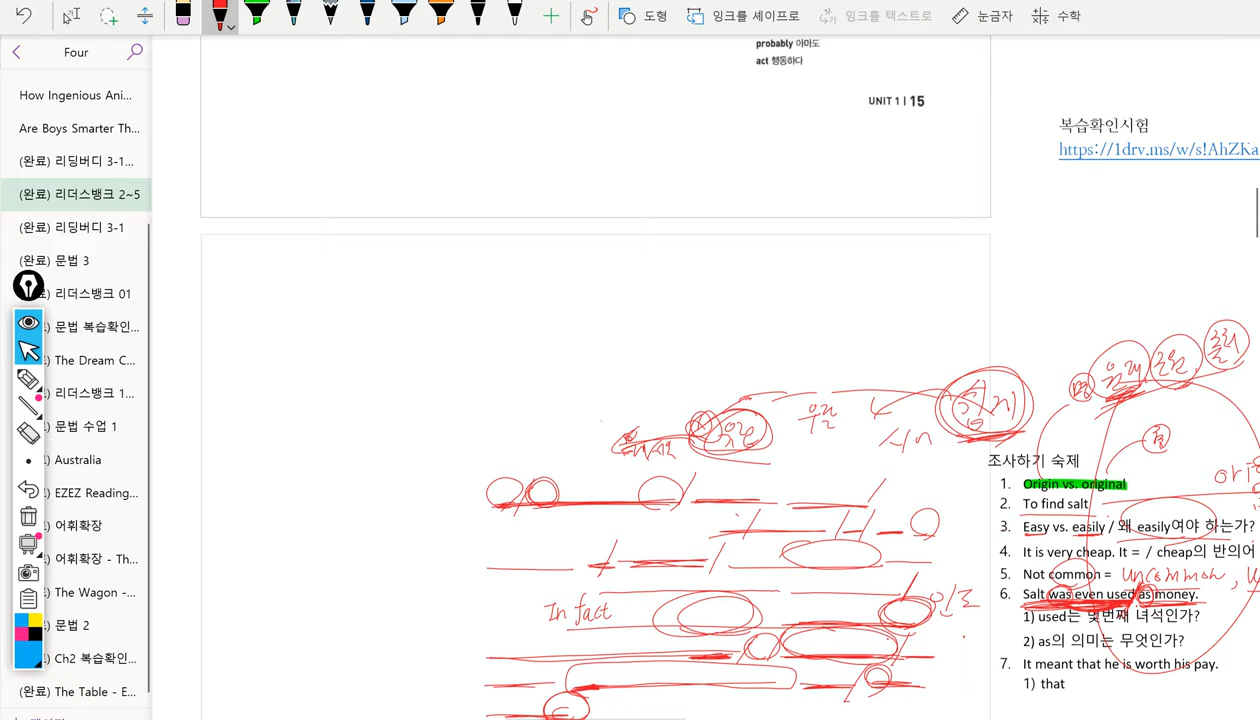 도형
잉크를 셰이프로
잉크를 텍스트로
눈금자
수학
Four
How Ingenious Ani...
Are Boys Smarter Th...
(완료) 리딩버디 3-1...
(완료) 리더스뱅크 2~5
(완료) 리딩버디 3-1
(완료) 문법 3
) 리더스뱅크 01
) 문법 복습확인...
) The Dream C...
) 리더스뱅크 1...
) 문법 수업 1
) Australia
) EZEZ Reading...
) 어휘확장
) 어휘확장 - Th...
) The Wagon -...
) 문법 2
) Ch2 복습확인...
(완료) The Table - E...
probably 아마도
act 행동하다
UNIT 1 | 15
복습확인시험
https://1drv.ms/w/s!AhZKa
In fact
인도
조사하기 숙제
1. Origin vs. original
2. To find salt
3. Easy vs. easily / 왜 easily여야 하는가?
4. It is very cheap. It = / cheap의 반의어
5. Not common = uncommon,
6. Salt was even used as money.
1) used는 몇번째 녀석인가?
2) as의 의미는 무엇인가?
7. It meant that he is worth his pay.
1) that